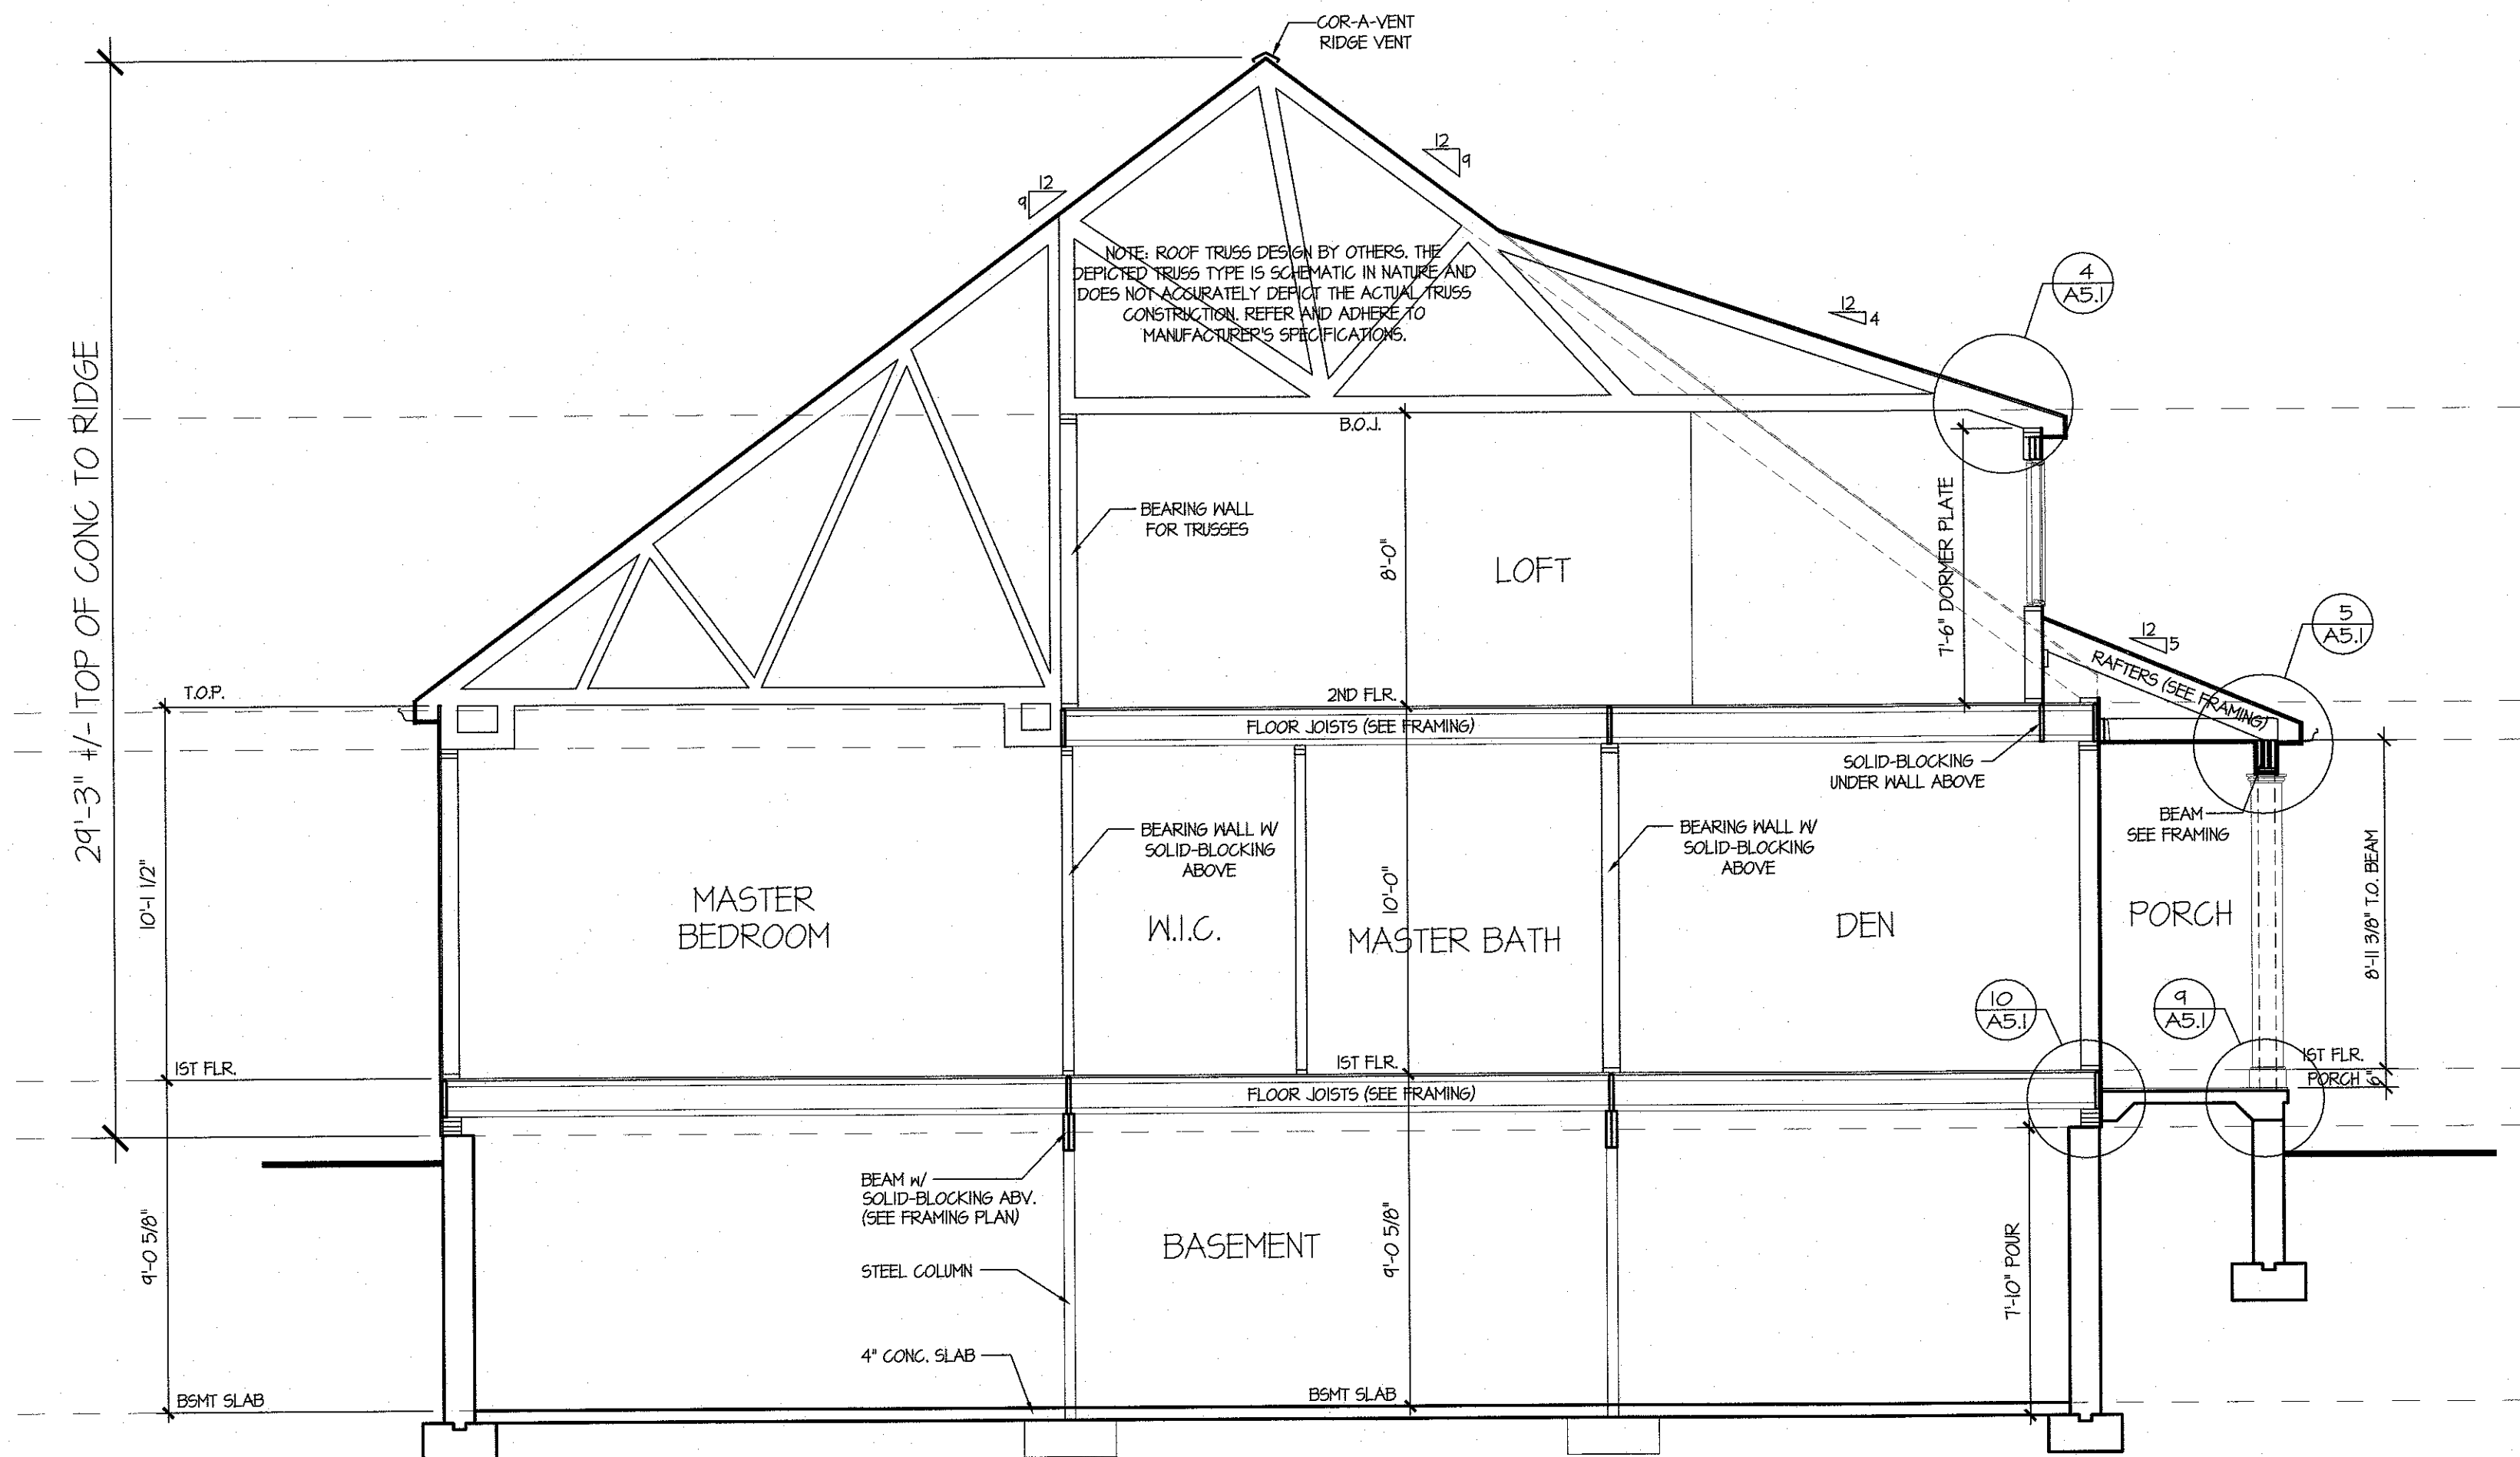 COR-A-VENT
RIDGE VENT
12
9
12
9
NOTE: ROOF TRUSS DESIGN BY OTHERS. THE
DEPICTED TRUSS TYPE IS SCHEMATIC IN NATURE AND
DOES NOT ACCURATELY DEPICT THE ACTUAL TRUSS
CONSTRUCTION. REFER AND ADHERE TO
MANUFACTURER'S SPECIFICATIONS.
12
4
4
A5.1
29'-3" +/- TOP OF CONC TO RIDGE
B.O.J.
BEARING WALL
FOR TRUSSES
8'-0"
LOFT
7'-6" DORMER PLATE
5
A5.1
12
5
RAFTERS (SEE FRAMING)
T.O.P.
2ND FLR.
FLOOR JOISTS (SEE FRAMING)
SOLID-BLOCKING
UNDER WALL ABOVE
BEAM
SEE FRAMING
BEARING WALL W/
SOLID-BLOCKING
ABOVE
BEARING WALL W/
SOLID-BLOCKING
ABOVE
10'-1 1/2"
MASTER
BEDROOM
W.I.C.
10'-0"
MASTER BATH
DEN
PORCH
8'-11 3/8" T.O. BEAM
10
A5.1
9
A5.1
1ST FLR.
1ST FLR.
1ST FLR.
PORCH
6"
FLOOR JOISTS (SEE FRAMING)
BEAM W/
SOLID-BLOCKING ABV.
(SEE FRAMING PLAN)
9'-0 5/8"
BASEMENT
9'-0 5/8"
7'-10" POUR
STEEL COLUMN
4" CONC. SLAB
BSMT SLAB
BSMT SLAB